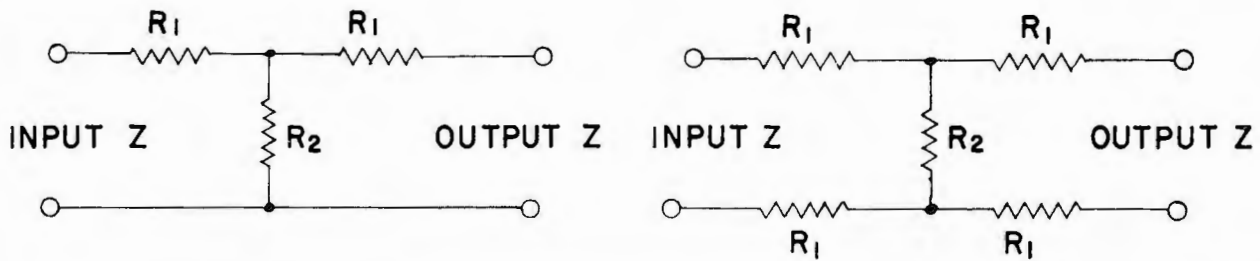 R1 R1
R2
INPUT Z OUTPUT Z
R1 R1
R2
INPUT Z OUTPUT Z
R1 R1